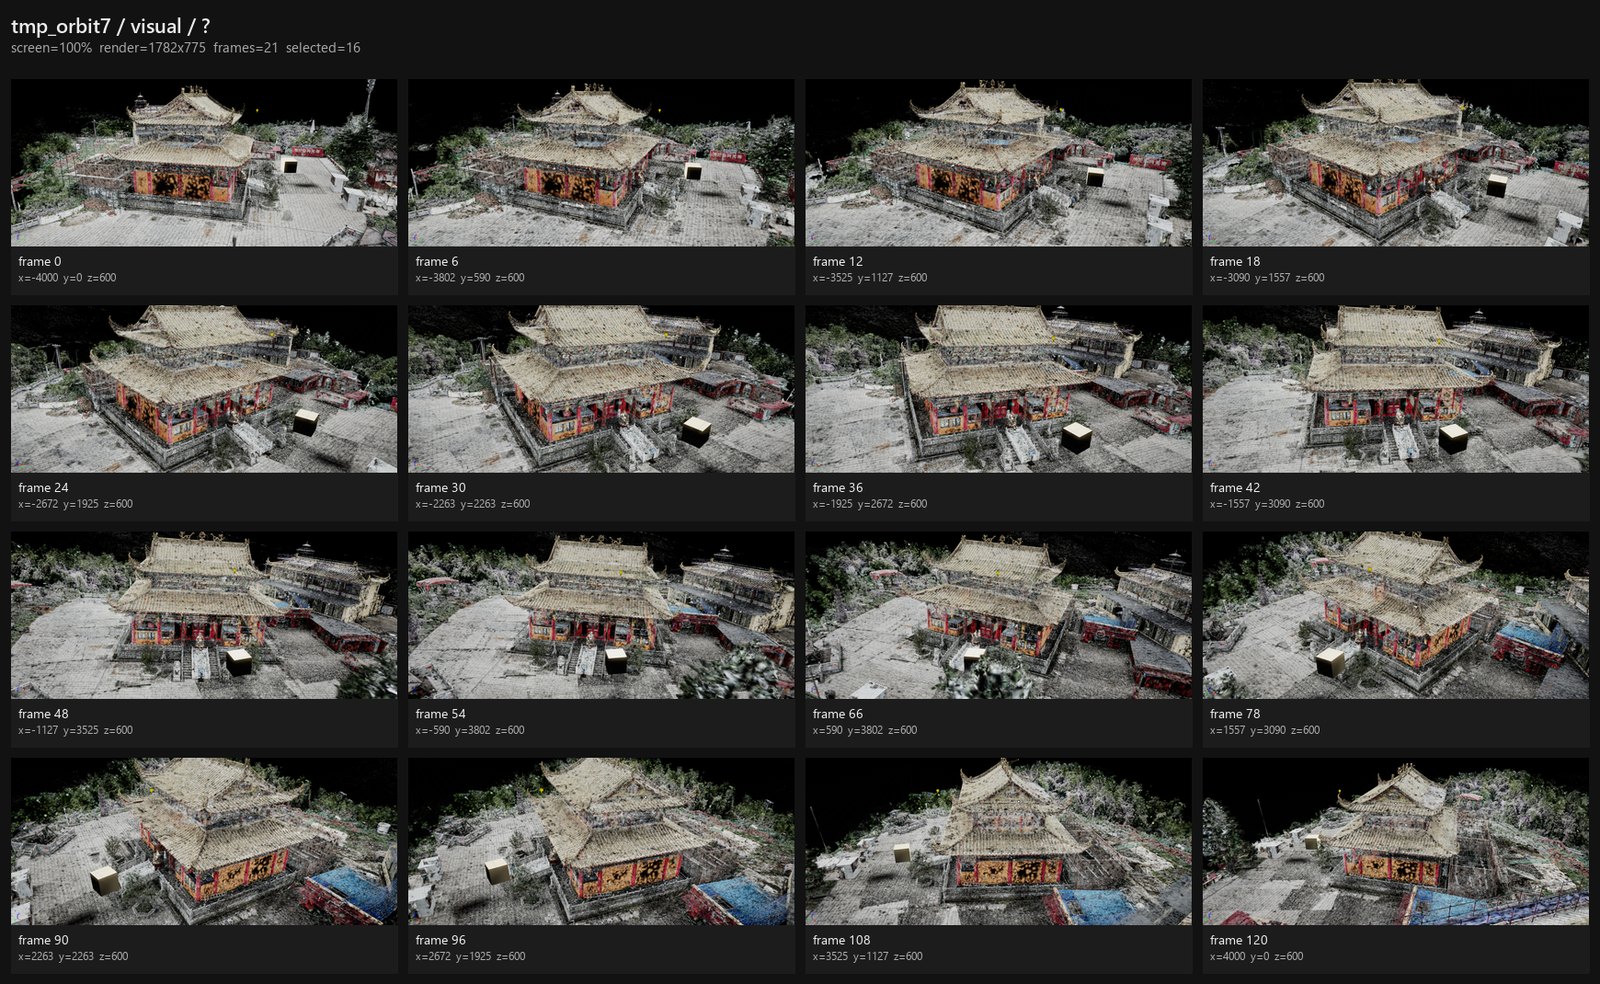 tmp_orbit7 / visual / ?
screen=100%  render=1782x775  frames=21  selected=16
frame 0
x=-4000  y=0  z=600
frame 6
x=-3802  y=590  z=600
frame 12
x=-3525  y=1127  z=600
frame 18
x=-3090  y=1557  z=600
frame 24
x=-2672  y=1925  z=600
frame 30
x=-2263  y=2263  z=600
frame 36
x=-1925  y=2672  z=600
frame 42
x=-1557  y=3090  z=600
frame 48
x=-1127  y=3525  z=600
frame 54
x=-590  y=3802  z=600
frame 66
x=590  y=3802  z=600
frame 78
x=1557  y=3090  z=600
frame 90
x=2263  y=2263  z=600
frame 96
x=2672  y=1925  z=600
frame 108
x=3525  y=1127  z=600
frame 120
x=4000  y=0  z=600